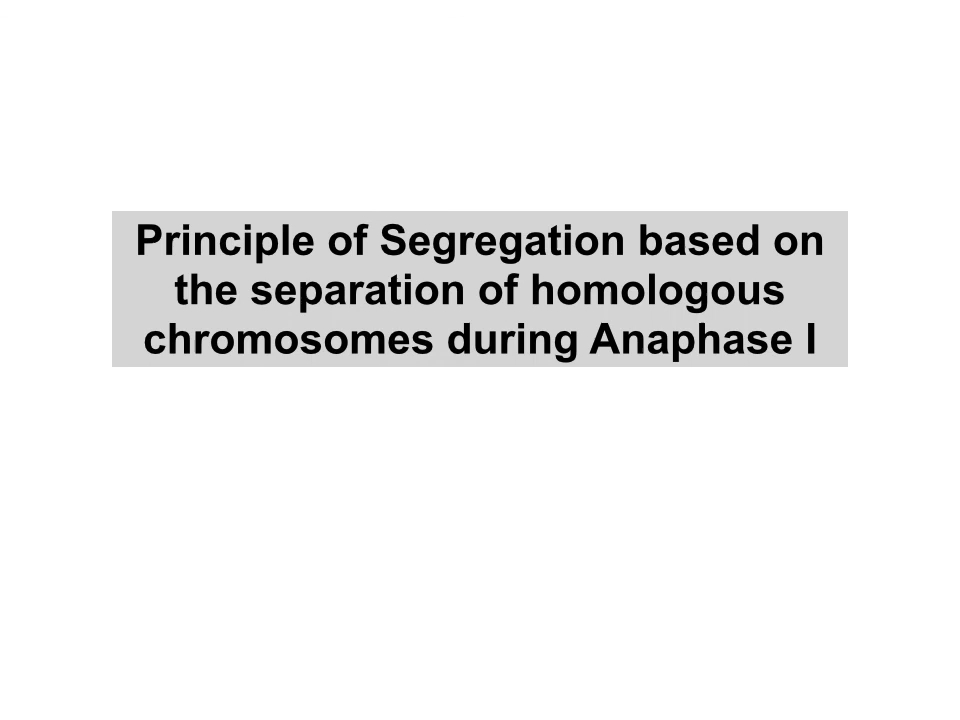 Principle of Segregation based on
the separation of homologous
chromosomes during Anaphase I